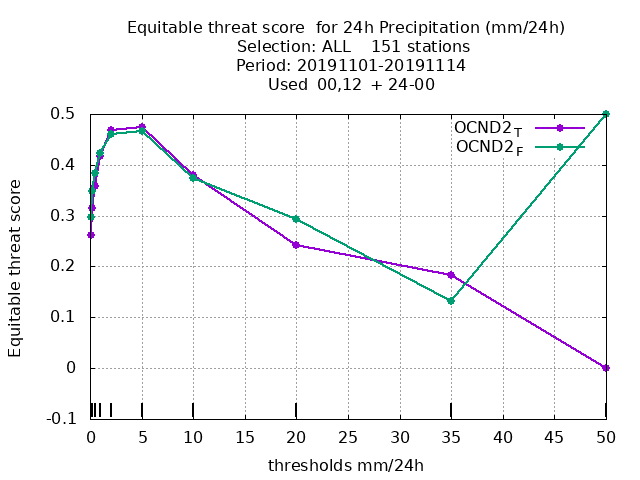 Equitable threat score  for 24h Precipitation (mm/24h)
Selection: ALL    151 stations
Period: 20191101-20191114
Used  00,12  + 24-00
OCND2T
OCND2F
0.5
0.4
0.3
0.2
0.1
0
-0.1
Equitable threat score
0 5 10 15 20 25 30 35 40 45 50
thresholds mm/24h